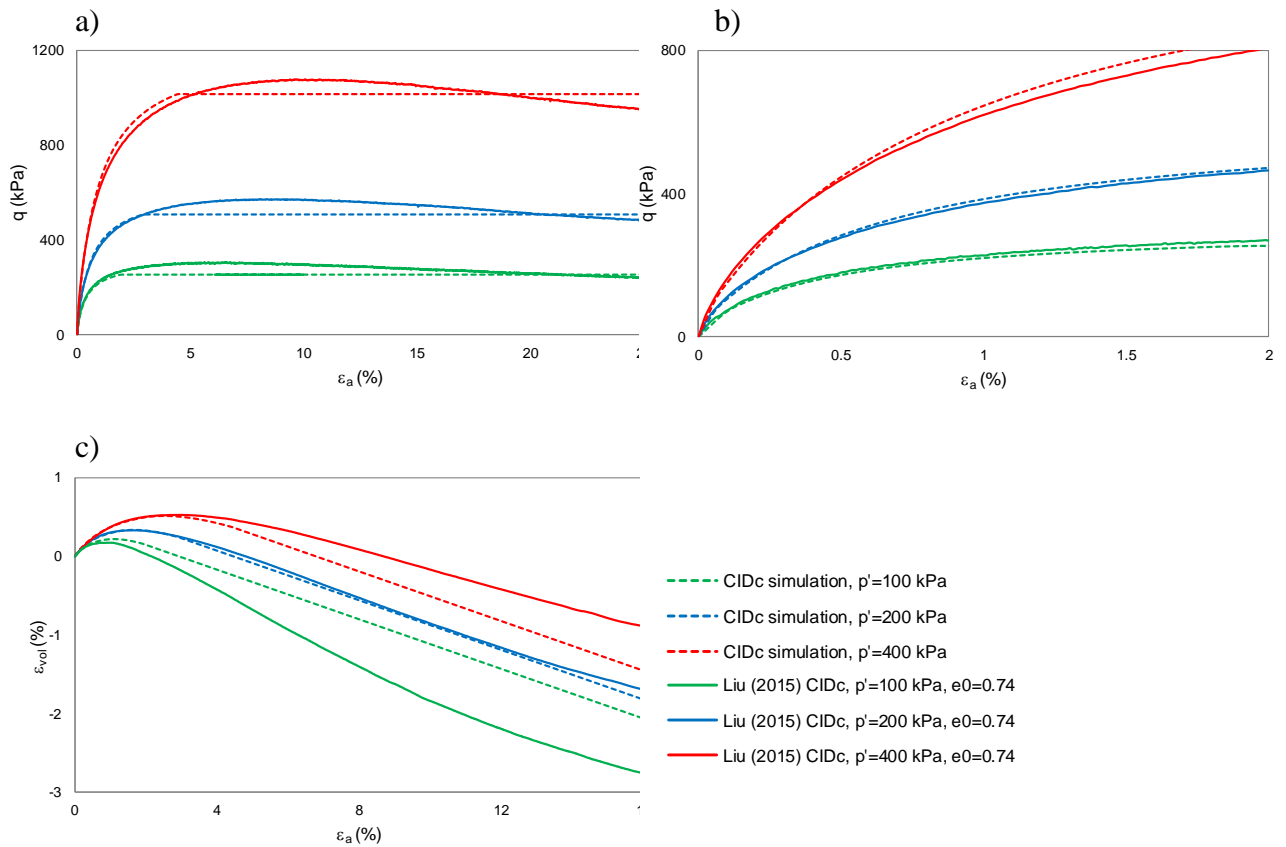 a)
1200
800
400
0
q (kPa)
0
5
10
15
20
εa (%)
b)
800
400
0
q (kPa)
0
0.5
1
1.5
2
εa (%)
c)
1
0
-1
-2
-3
εvol (%)
0
4
8
12
1
εa (%)
CIDc simulation, p'=100 kPa
CIDc simulation, p'=200 kPa
CIDc simulation, p'=400 kPa
Liu (2015) CIDc, p'=100 kPa, e0=0.74
Liu (2015) CIDc, p'=200 kPa, e0=0.74
Liu (2015) CIDc, p'=400 kPa, e0=0.74